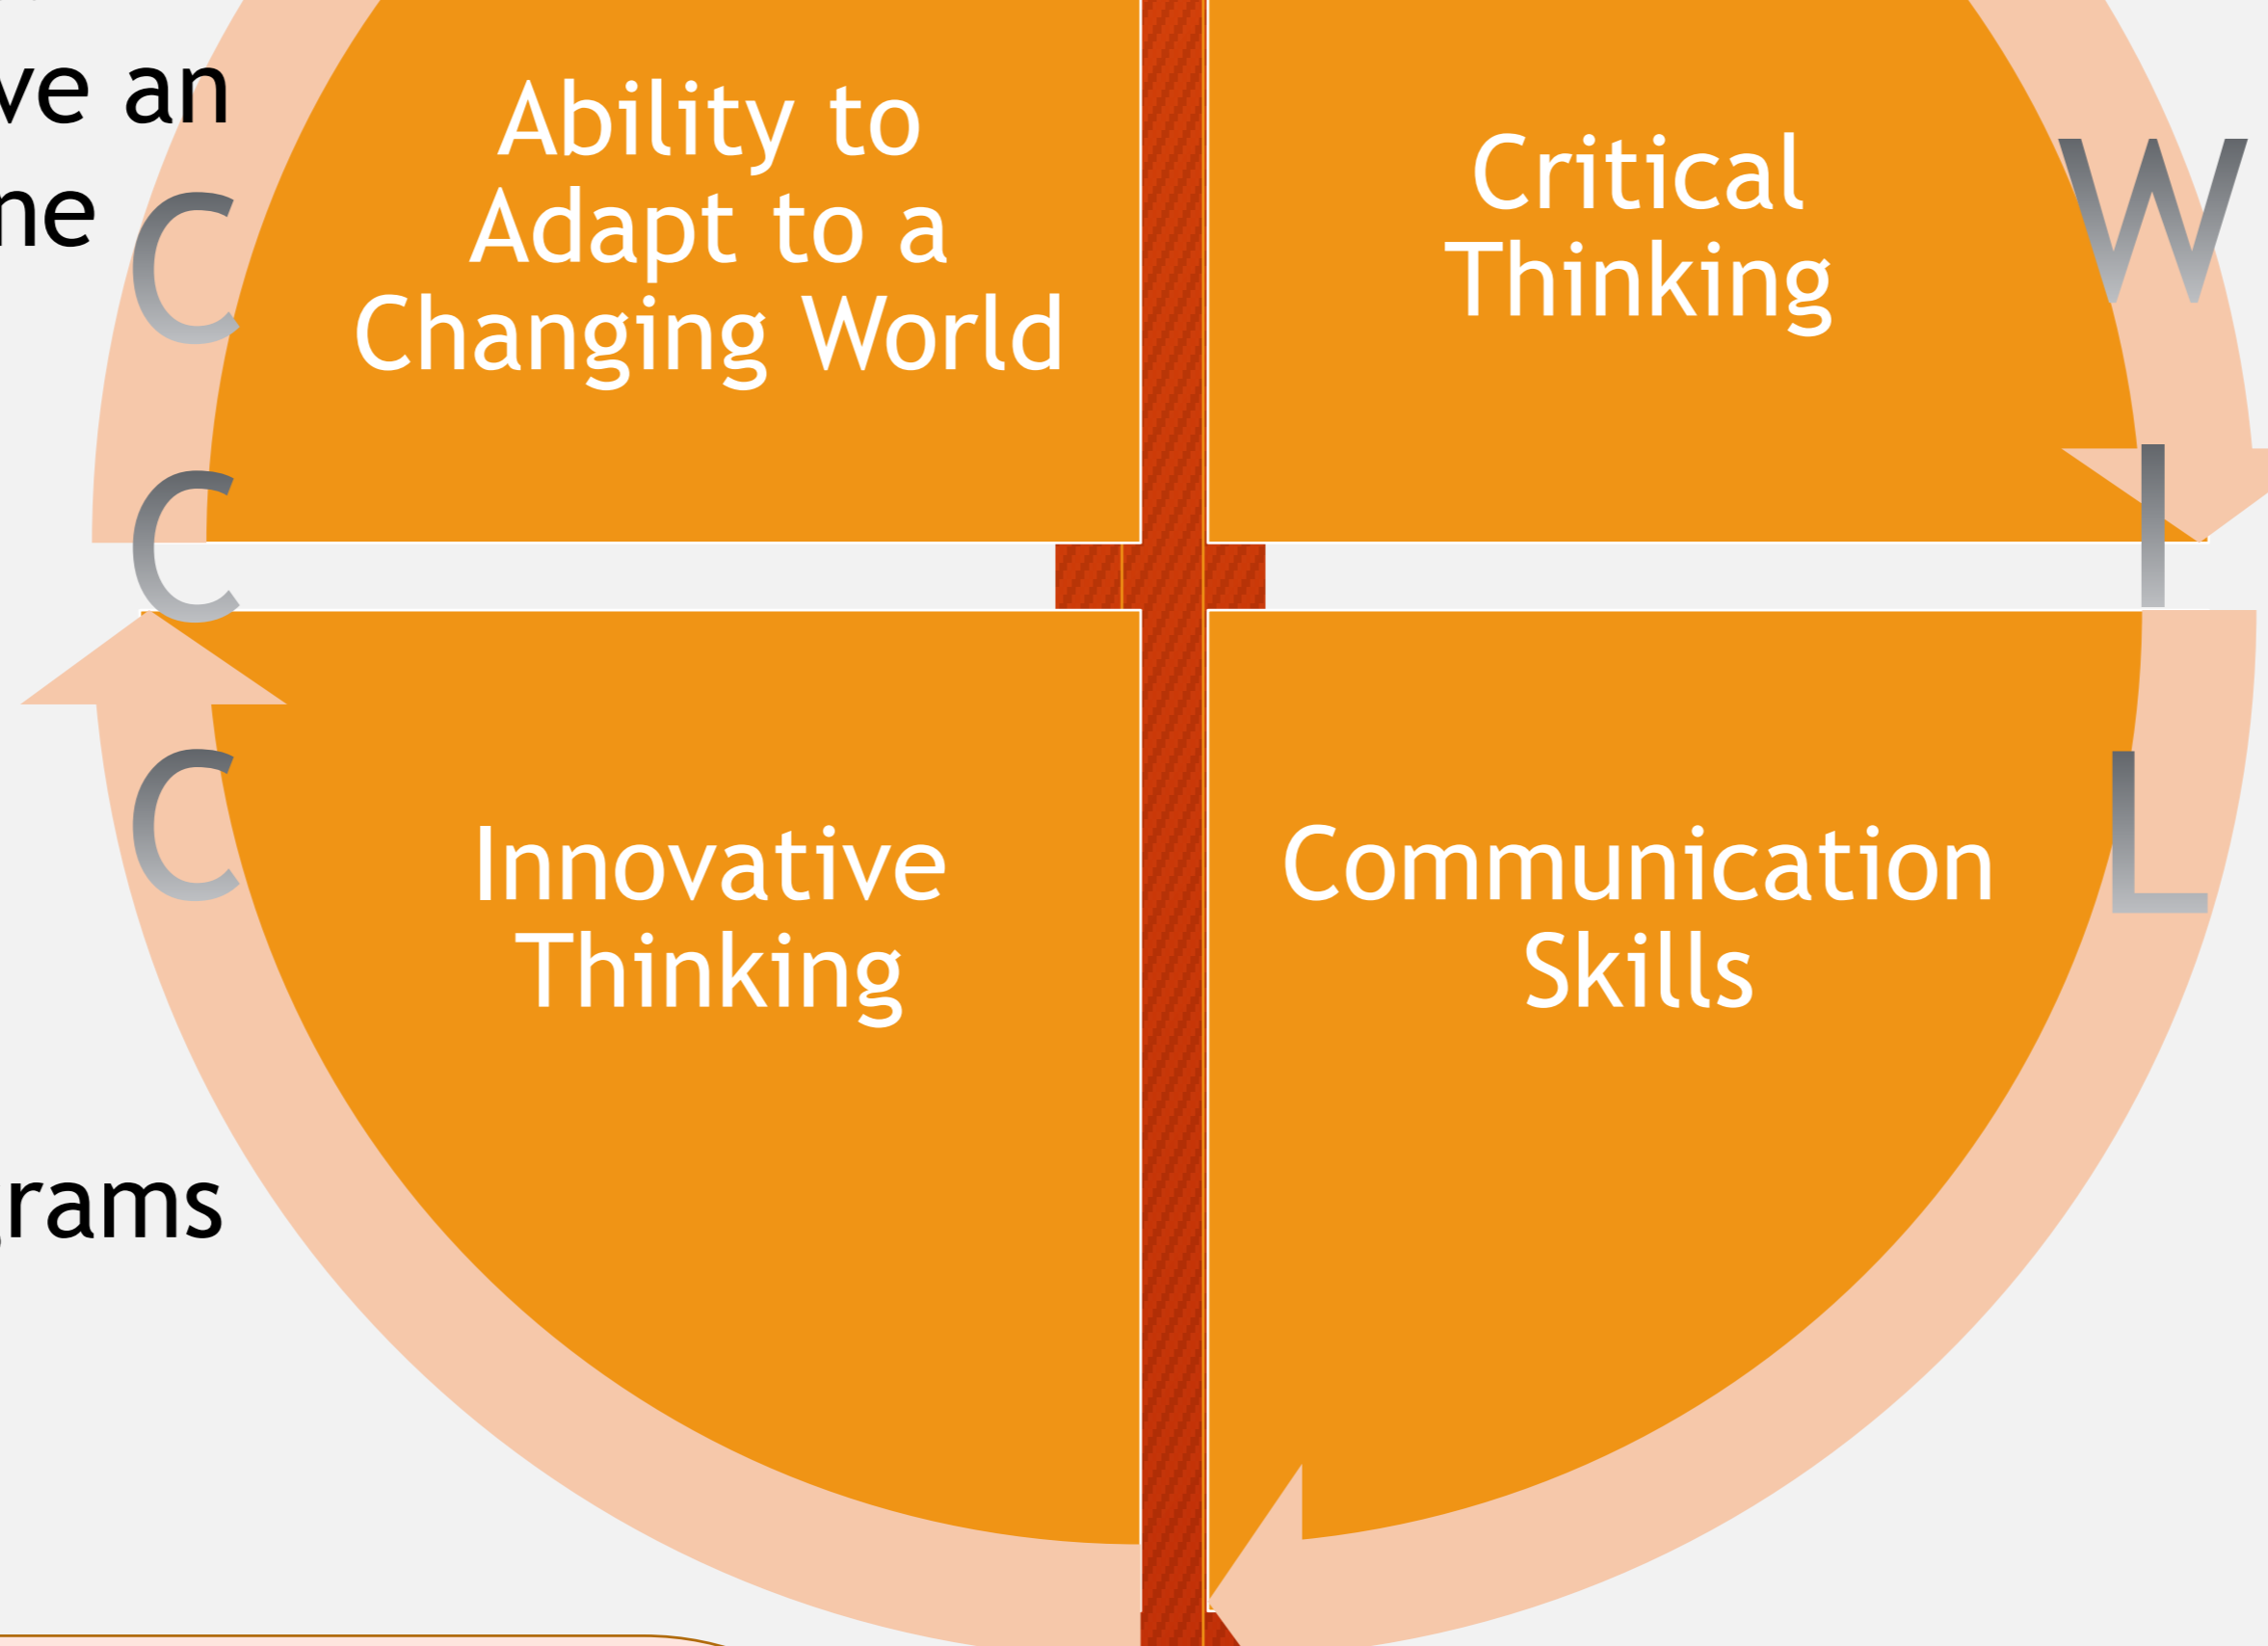 ve an
ne
Ability to
Adapt to a
Changing World
Critical
Thinking
C
C
C
W
I
L
Innovative
Thinking
Communication
Skills
rams